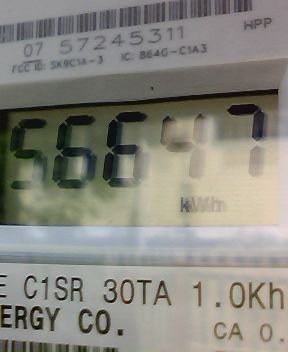 07 57245311 HPP
FCC ID: SK9C1A-3 IC: 864G-C1A3
56647
kWh
E C1SR 30TA 1.0Kh
ERGY CO. CA 0.